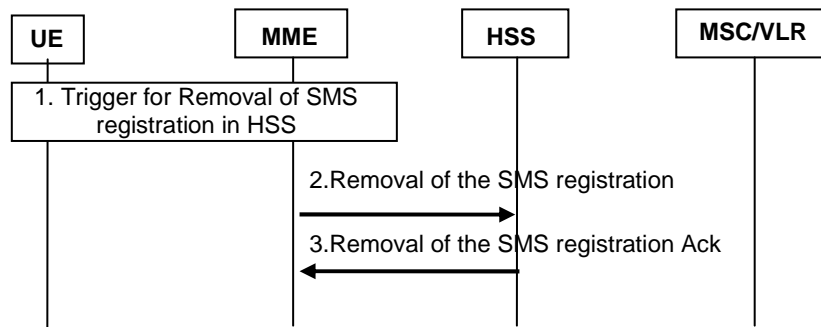 UE
MME
HSS
MSC/VLR
1. Trigger for Removal of SMS
registration in HSS
2.Removal of the SMS registration
3.Removal of the SMS registration Ack